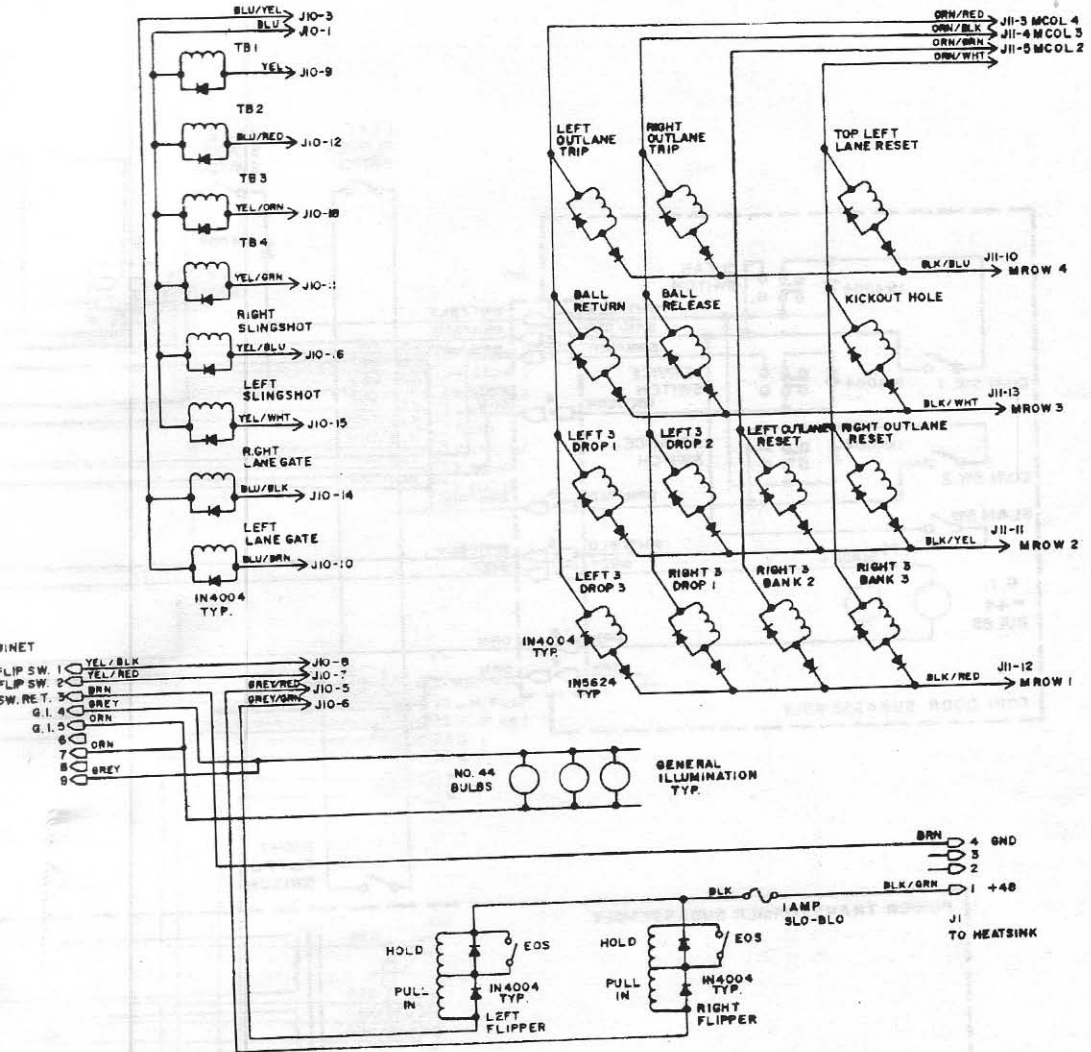 BLU/YEL J10-3
BLU J10-1
TB1
YEL J10-9
TB2
BLU/RED J10-12
TB3
YEL/ORN J10-18
TB4
YEL/GRN
RIGHT
SLINGSHOT
YEL/BLU
LEFT
SLINGSHOT
YEL/WHT J10-15
R.GHT
LANE GATE
BLU/BLK J10-14
LEFT
LANE GATE
BLU/BRN J10-10
IN4004
TYP.
ORN/RED J11-3 MCOL 4
ORN/BLK J11-4 MCOL 3
ORN/BRN J11-5 MCOL 2
ORN/WHT
LEFT
OUTLANE
TRIP
RIGHT
OUTLANE
TRIP
TOP LEFT
LANE RESET
BLK/BLU J11-10
MROW 4
BALL
RETURN
BALL
RELEASE
KICKOUT HOLE
BLK/WHT J11-13
MROW 3
LEFT 3
DROP 1
LEFT 3
DROP 2
LEFT OUTLANE
RESET
RIGHT OUTLANE
RESET
BLK/YEL J11-11
MROW 2
LEFT 3
DROP 3
RIGHT 3
DROP 1
RIGHT 3
BANK 2
RIGHT 3
BANK 3
IN4004
TYP.
IN5624
TYP
BLK/RED J11-12
MROW 1
FLIP SW. 1 YEL/BLK J10-8
FLIP SW. 2 YEL/RED J10-7
SW. RET. 3 BRN
GREY/RED J10-5
G.I. 4 GREY
GREY/GRN J10-6
G.I. 5 ORN
6
7 ORN
8
9 GREY
NO. 44
BULBS
GENERAL
ILLUMINATION
TYP.
BRN 4 GND
3
2
BLK
1 AMP
SLO-BLO
BLK/GRN 1 +48
J1
TO HEATSINK
HOLD
EOS
PULL
IN
IN4004
TYP.
LEFT
FLIPPER
HOLD
EOS
PULL
IN
IN4004
TYP.
RIGHT
FLIPPER